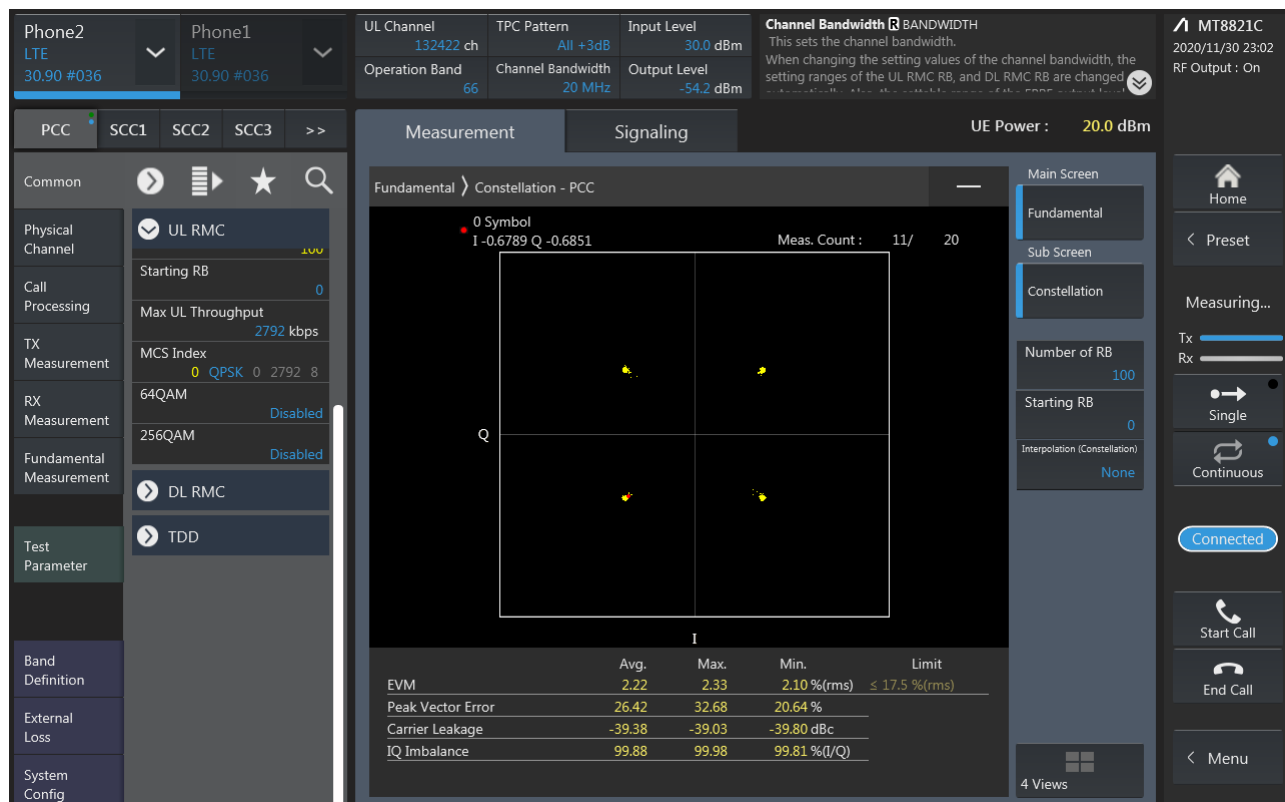 Phone2
LTE
30.90 #036
Phone1
LTE
30.90 #036
UL Channel
132422 ch
Operation Band
66
TPC Pattern
All +3dB
Channel Bandwidth
20 MHz
Input Level
30.0 dBm
Output Level
-54.2 dBm
Channel Bandwidth R BANDWIDTH
This sets the channel bandwidth.
When changing the setting values of the channel bandwidth, the
setting ranges of the UL RMC RB, and DL RMC RB are changed
MT8821C
2020/11/30 23:02
RF Output : On
PCC
SCC1
SCC2
SCC3
>>
Measurement
Signaling
UE Power : 20.0 dBm
Common
Physical
Channel
Call
Processing
TX
Measurement
RX
Measurement
Fundamental
Measurement
Test
Parameter
Band
Definition
External
Loss
System
Config
UL RMC
100
Starting RB
0
Max UL Throughput
2792 kbps
MCS Index
0 QPSK 0 2792 8
64QAM
Disabled
256QAM
Disabled
DL RMC
TDD
Fundamental 〉 Constellation - PCC
0 Symbol
I -0.6789 Q -0.6851
Meas. Count : 11/ 20
Q
I
Avg. Max. Min. Limit
EVM 2.22 2.33 2.10 %(rms) ≤ 17.5 %(rms)
Peak Vector Error 26.42 32.68 20.64 %
Carrier Leakage -39.38 -39.03 -39.80 dBc
IQ Imbalance 99.88 99.98 99.81 %(I/Q)
Main Screen
Fundamental
Sub Screen
Constellation
Number of RB
100
Starting RB
0
Interpolation (Constellation)
None
4 Views
Home
< Preset
Measuring...
Tx
Rx
Single
Continuous
Connected
Start Call
End Call
< Menu